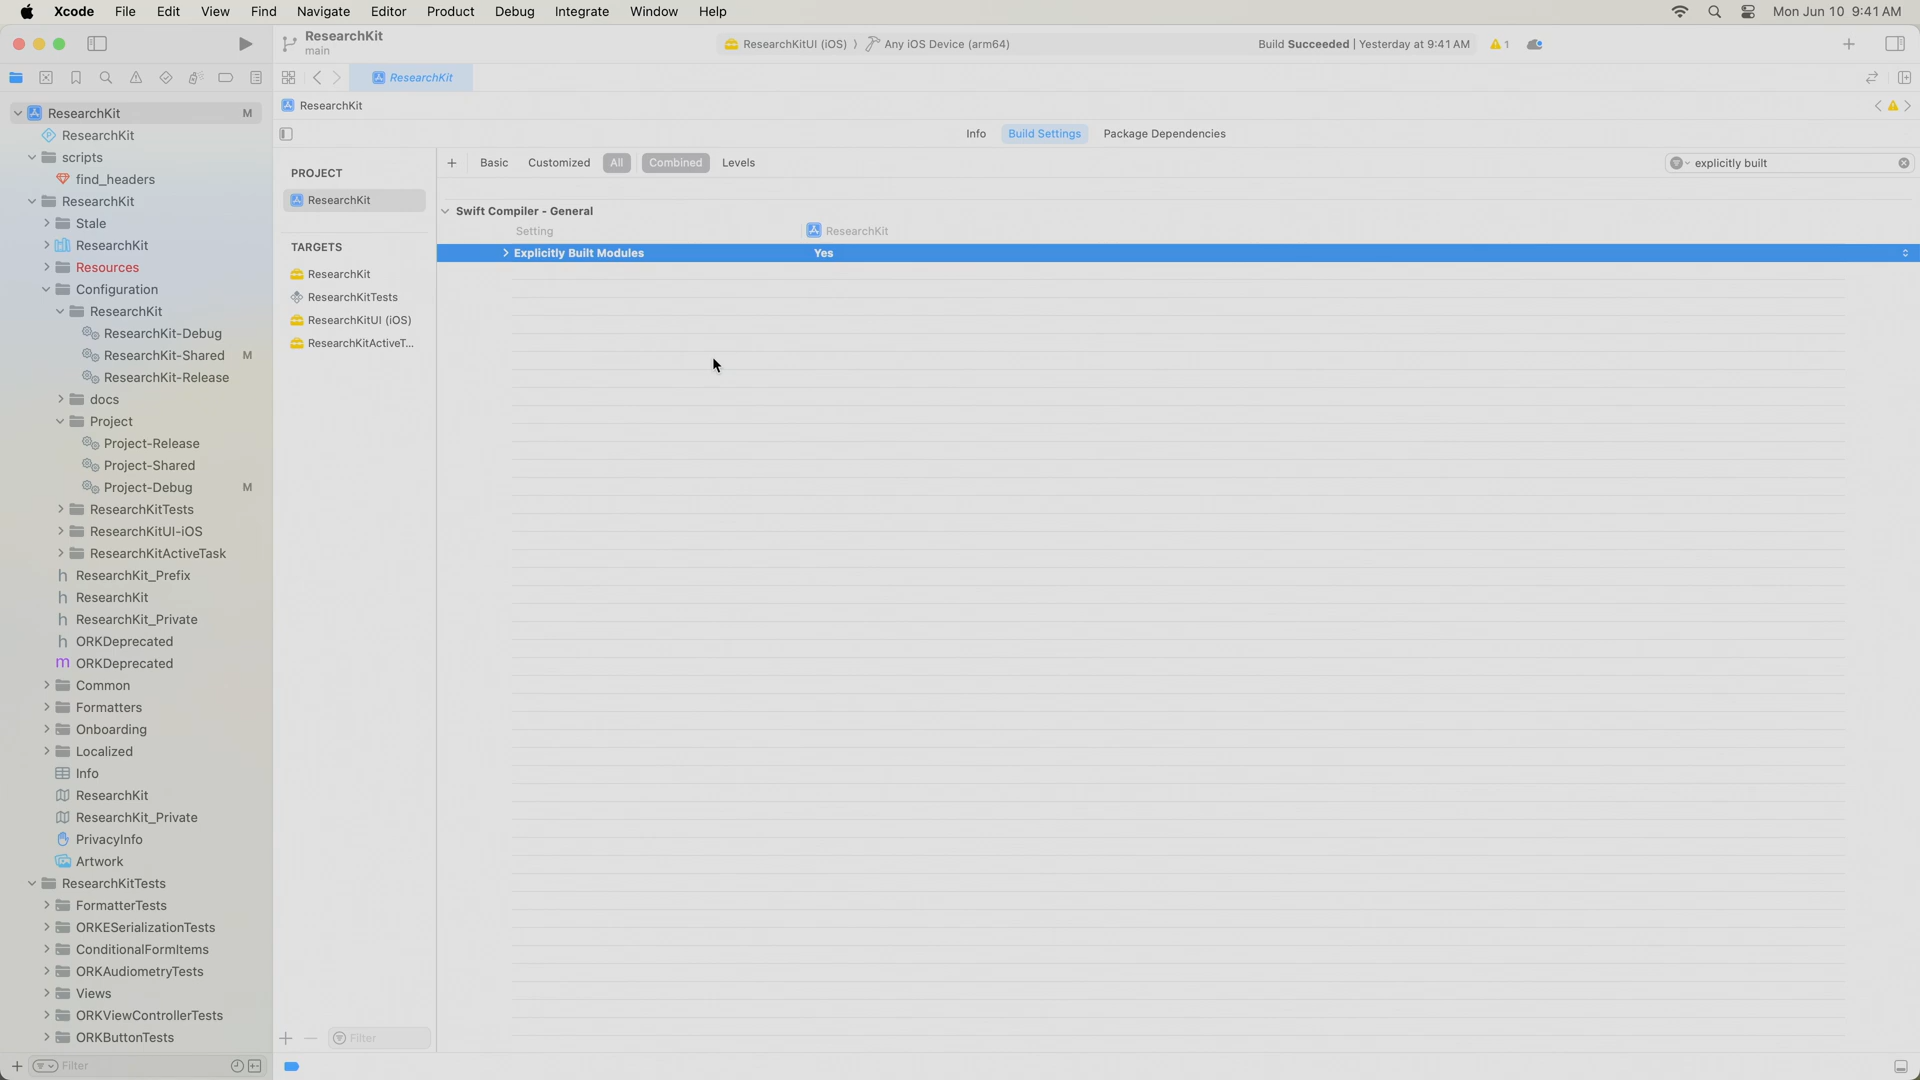 Xcode File Edit View Find Navigate Editor Product Debug Integrate Window Help Mon Jun 10 9:41 AM
ResearchKit
main
ResearchKitUI (iOS) Any iOS Device (arm64)
Build Succeeded | Yesterday at 9:41 AM
1
ResearchKit
ResearchKit
Info Build Settings Package Dependencies
Basic Customized All Combined Levels
explicitly built
PROJECT
ResearchKit
TARGETS
ResearchKit
ResearchKitTests
ResearchKitUI (iOS)
ResearchKitActiveT...
Swift Compiler - General
Setting ResearchKit
Explicitly Built Modules Yes
ResearchKit M
ResearchKit
scripts
find_headers
ResearchKit
Stale
ResearchKit
Resources
Configuration
ResearchKit
ResearchKit-Debug
ResearchKit-Shared M
ResearchKit-Release
docs
Project
Project-Release
Project-Shared
Project-Debug M
ResearchKitTests
ResearchKitUI-iOS
ResearchKitActiveTask
h ResearchKit_Prefix
h ResearchKit
h ResearchKit_Private
h ORKDeprecated
m ORKDeprecated
Common
Formatters
Onboarding
Localized
Info
ResearchKit
ResearchKit_Private
PrivacyInfo
Artwork
ResearchKitTests
FormatterTests
ORKESerializationTests
ConditionalFormItems
ORKAudiometryTests
Views
ORKViewControllerTests
ORKButtonTests
Filter
Filter